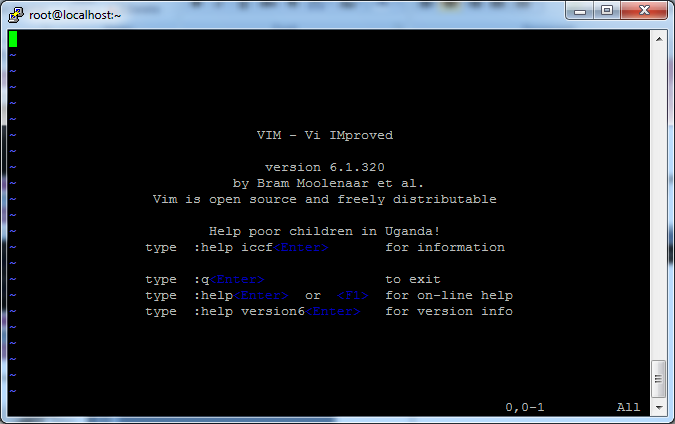 root@localhost:~
~
~
~
~
~
VIM - Vi IMproved
~
~
version 6.1.320
~
by Bram Moolenaar et al.
~
Vim is open source and freely distributable
~
~
Help poor children in Uganda!
~
type :help iccf<Enter> for information
~
~
type :q<Enter> to exit
~
type :help<Enter> or <F1> for on-line help
~
type :help version6<Enter> for version info
~
~
~
~
~
~
0,0-1 All